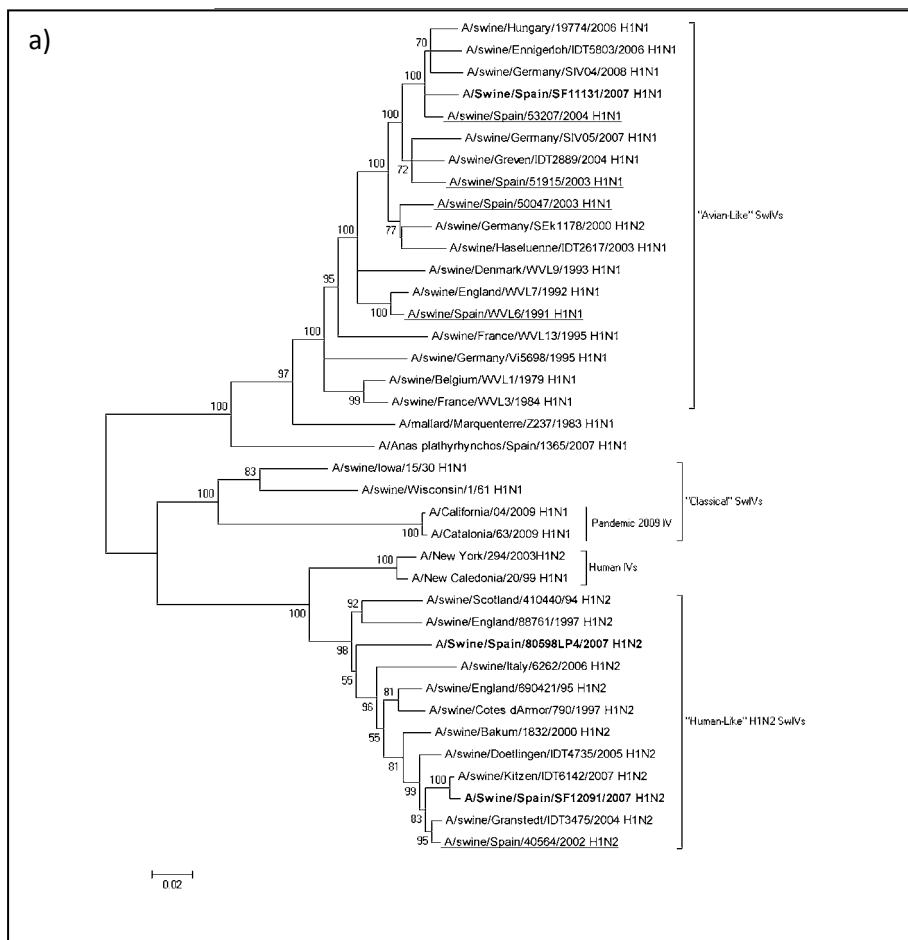 a)
A/swine/Hungary/19774/2006 H1N1
70
A/swine/Ennigerloh/IDT5803/2006 H1N1
A/swine/Germany/SIV04/2008 H1N1
100
A/Swine/Spain/SF11131/2007 H1N1
100
A/swine/Spain/53207/2004 H1N1
A/swine/Germany/SIV05/2007 H1N1
100
A/swine/Greven/IDT2889/2004 H1N1
72
A/swine/Spain/51915/2003 H1N1
A/swine/Spain/50047/2003 H1N1
"Avian-Like" SwIVs
100
77
A/swine/Germany/SEk1178/2000 H1N2
A/swine/Haseluenne/IDT2617/2003 H1N1
95
A/swine/Denmark/WVL9/1993 H1N1
A/swine/England/WVL7/1992 H1N1
100
A/swine/Spain/WVL6/1991 H1N1
100
A/swine/France/WVL13/1995 H1N1
A/swine/Germany/Vi5698/1995 H1N1
97
A/swine/Belgium/WVL1/1979 H1N1
99
A/swine/France/WVL3/1984 H1N1
100
A/mallard/Marquenterre/Z237/1983 H1N1
A/Anas plathyrhynchos/Spain/1365/2007 H1N1
83
A/swine/Iowa/15/30 H1N1
A/swine/Wisconsin/1/61 H1N1
"Classical" SwIVs
100
A/California/04/2009 H1N1
Pandemic 2009 IV
100
A/Catalonia/63/2009 H1N1
A/New York/294/2003H1N2
100
Human IVs
A/New Caledonia/20/99 H1N1
A/swine/Scotland/410440/94 H1N2
92
100
A/swine/England/88761/1997 H1N2
98
A/Swine/Spain/80598LP4/2007 H1N2
55
A/swine/Italy/6262/2006 H1N2
96
A/swine/England/690421/95 H1N2
81
A/swine/Cotes dArmor/790/1997 H1N2
"Human-Like" H1N2 SwIVs
55
A/swine/Bakum/1832/2000 H1N2
81
A/swine/Doetlingen/IDT4735/2005 H1N2
99
A/swine/Kitzen/IDT6142/2007 H1N2
100
A/Swine/Spain/SF12091/2007 H1N2
83
A/swine/Granstedt/IDT3475/2004 H1N2
95
A/swine/Spain/40564/2002 H1N2
0.02